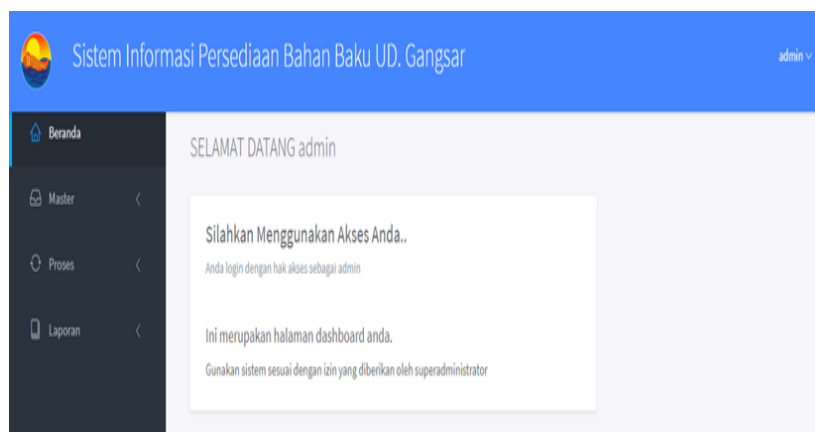 Sistem Informasi Persediaan Bahan Baku UD. Gangsar
admin
Beranda
Master
Proses
Laporan
SELAMAT DATANG admin
Silahkan Menggunakan Akses Anda..
Anda login dengan hak akses sebagai admin
Ini merupakan halaman dashboard anda.
Gunakan sistem sesuai dengan izin yang diberikan oleh superadministrator